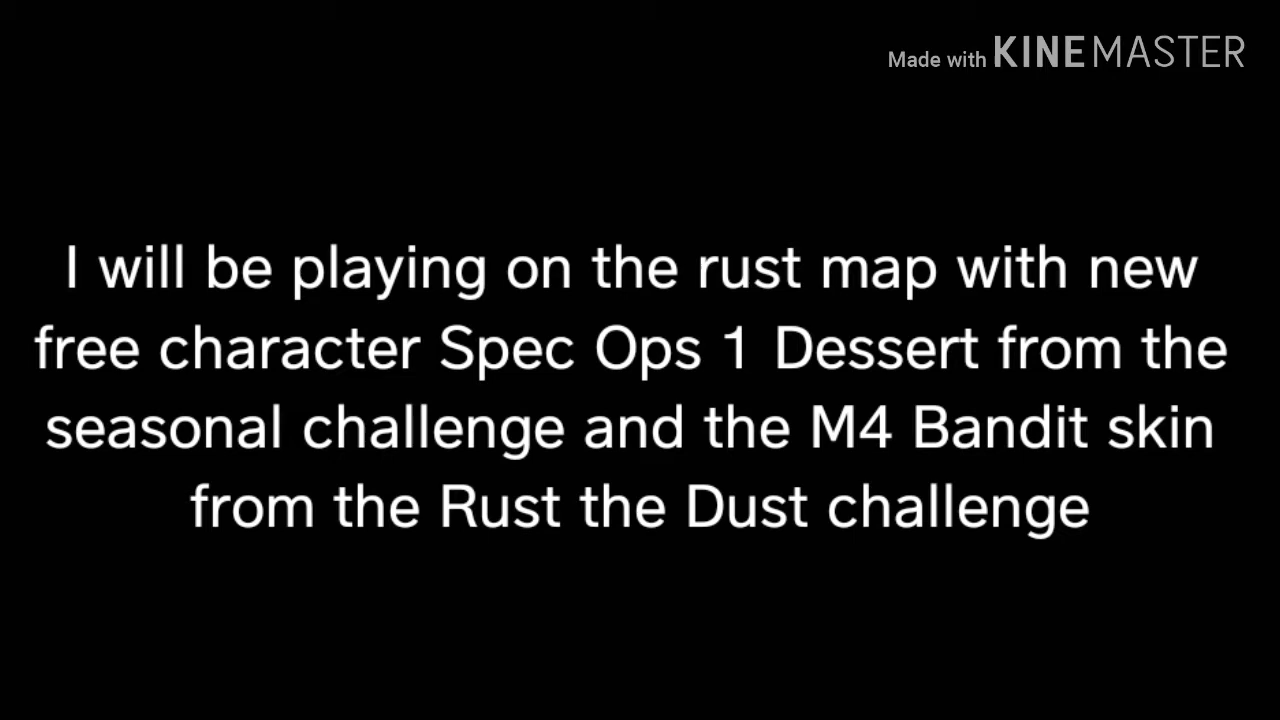 Made with KINEMASTER
I will be playing on the rust map with new
free character Spec Ops 1 Dessert from the
seasonal challenge and the M4 Bandit skin
from the Rust the Dust challenge